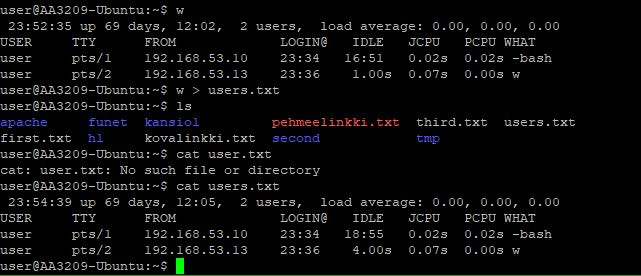 user@AA3209-Ubuntu:~$ w
 23:52:35 up 69 days, 12:02,  2 users,  load average: 0.00, 0.00, 0.00
USER     TTY      FROM             LOGIN@   IDLE   JCPU   PCPU WHAT
user     pts/1    192.168.53.10    23:34   16:51   0.02s  0.02s -bash
user     pts/2    192.168.53.13    23:36    1.00s  0.07s  0.00s w
user@AA3209-Ubuntu:~$ w > users.txt
user@AA3209-Ubuntu:~$ ls
apache     funet  kansiol         pehmeelinkki.txt  third.txt  users.txt
first.txt  hl     kovalinkki.txt  second            tmp
user@AA3209-Ubuntu:~$ cat user.txt
cat: user.txt: No such file or directory
user@AA3209-Ubuntu:~$ cat users.txt
 23:54:39 up 69 days, 12:05,  2 users,  load average: 0.00, 0.00, 0.00
USER     TTY      FROM             LOGIN@   IDLE   JCPU   PCPU WHAT
user     pts/1    192.168.53.10    23:34   18:55   0.02s  0.02s -bash
user     pts/2    192.168.53.13    23:36    4.00s  0.07s  0.00s w
user@AA3209-Ubuntu:~$